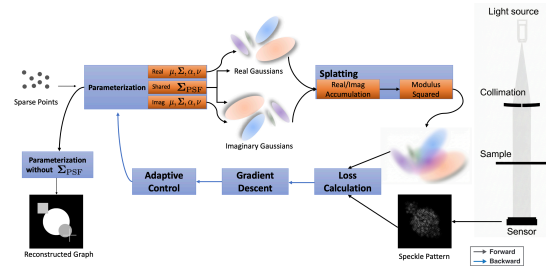 Light source
Collimation
Sample
Sensor
Sparse Points
Parameterization
Real μ, Σ, α, ν
Shared Σ_PSF
Imag μ, Σ, α, ν
Real Gaussians
Imaginary Gaussians
Splatting
Real/Imag
Accumulation
Modulus
Squared
Parameterization
without Σ_PSF
Adaptive
Control
Gradient
Descent
Loss
Calculation
Reconstructed Graph
Speckle Pattern
Forward
Backward